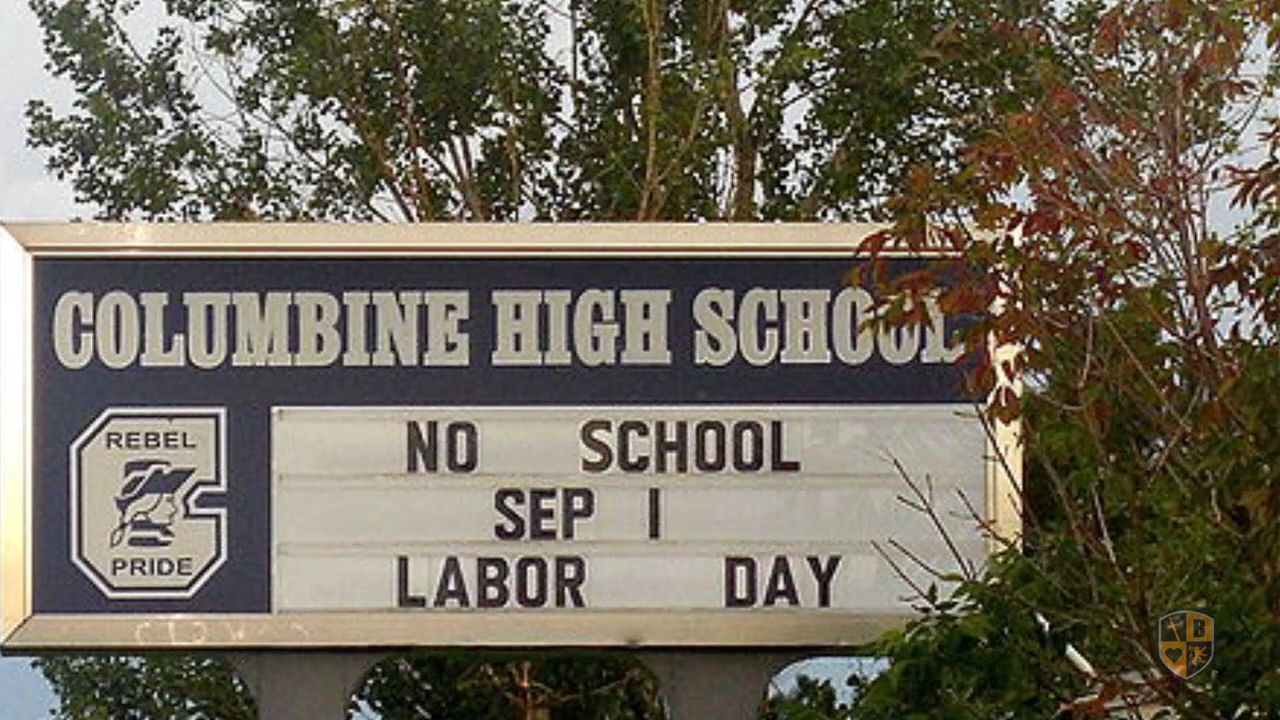 COLUMBINE HIGH SCHOOL
REBEL
PRIDE
NO SCHOOL
SEP 1
LABOR DAY
B